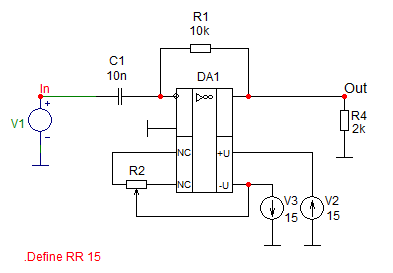 R1
10k
C1
10n
DA1
In
Out
V1
R4
2k
NC
+U
R2
NC
-U
V3
V2
15
15
.Define RR 15